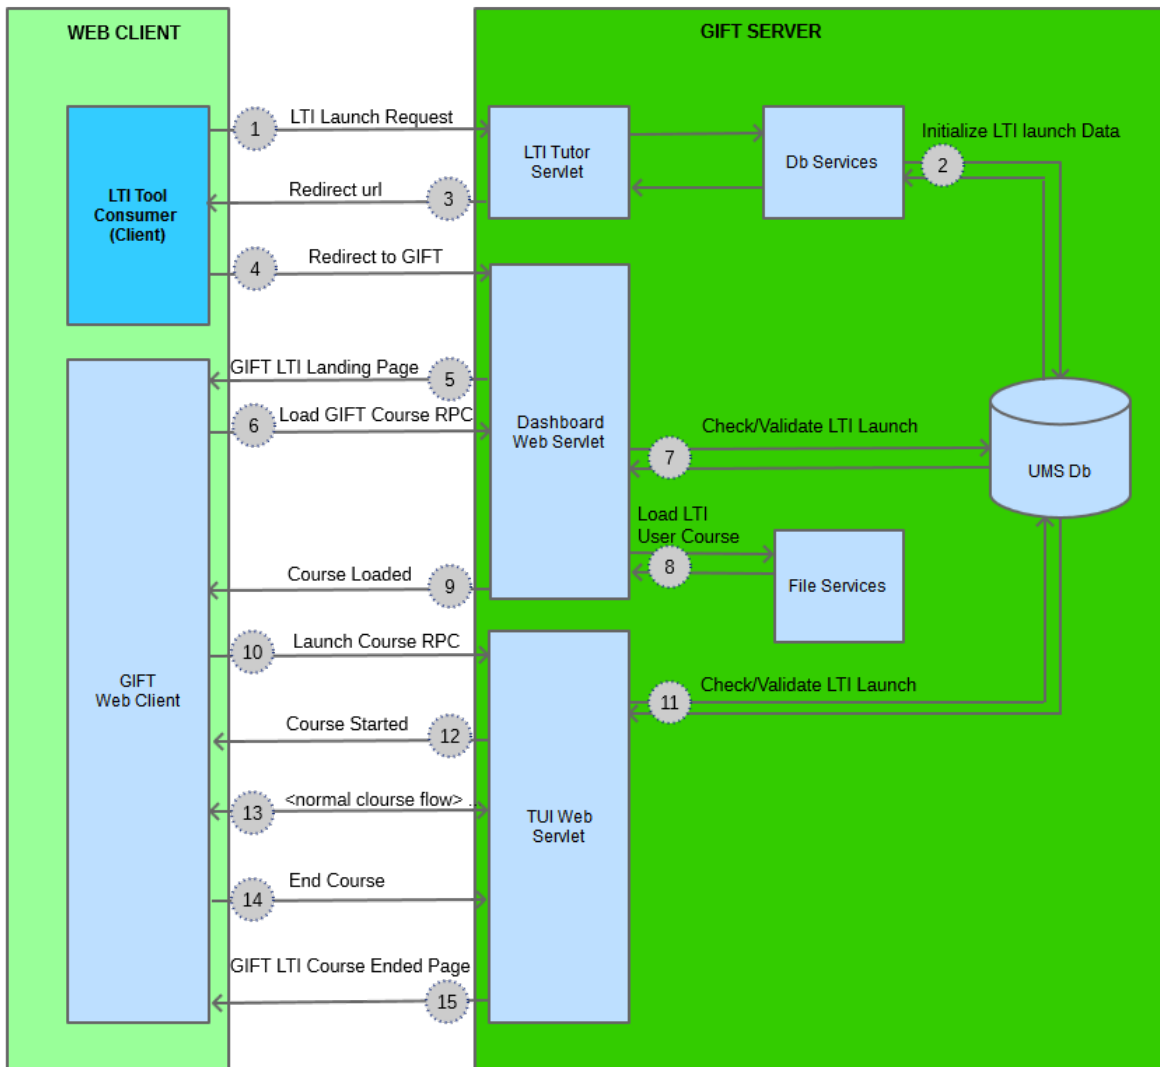 WEB CLIENT
GIFT SERVER
LTI Tool
Consumer
(Client)
1
LTI Launch Request
LTI Tutor
Servlet
Db Services
Initialize LTI launch Data
2
Redirect url
3
4
Redirect to GIFT
GIFT LTI Landing Page
5
6
Load GIFT Course RPC
Dashboard
Web Servlet
Check/Validate LTI Launch
7
UMS Db
Load LTI
User Course
8
File Services
Course Loaded
9
GIFT
Web Client
10
Launch Course RPC
Check/Validate LTI Launch
11
Course Started
12
13
<normal clourse flow> ..
TUI Web
Servlet
End Course
14
GIFT LTI Course Ended Page
15